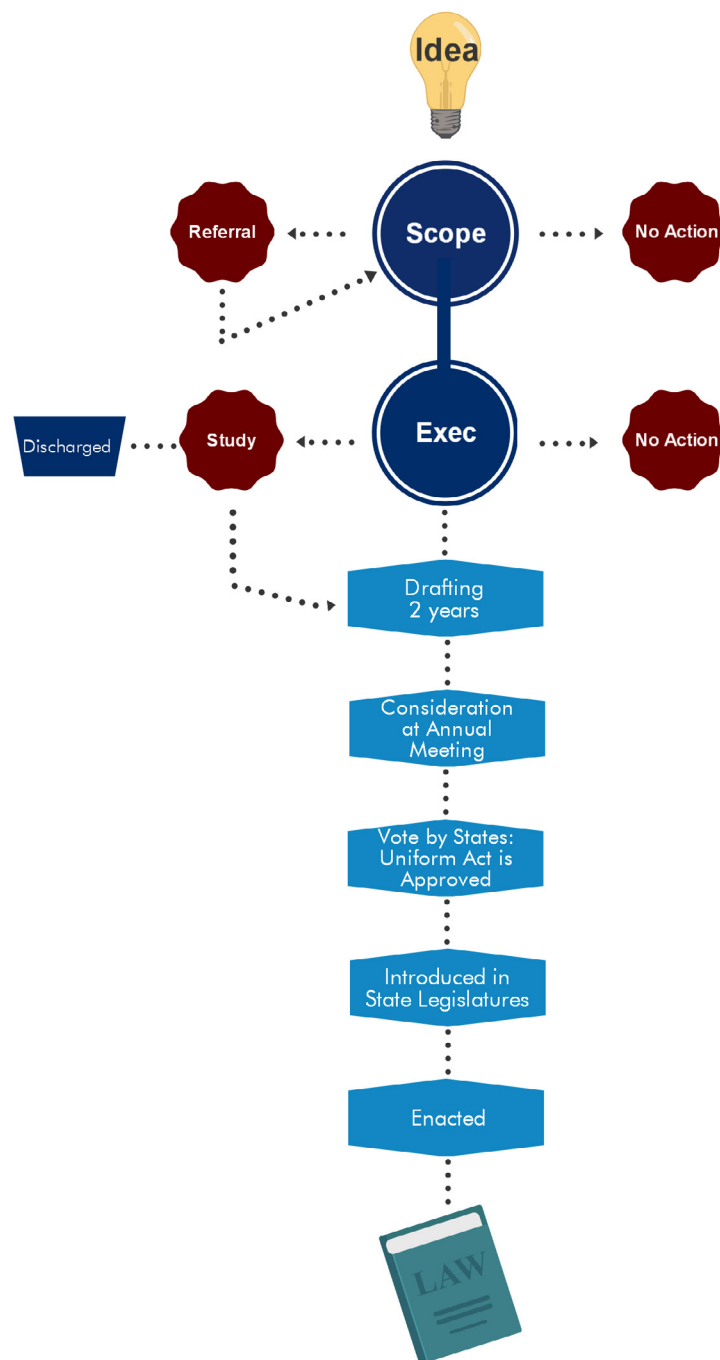 Idea
Referral
Scope
No Action
Discharged
Study
Exec
No Action
Drafting
2 years
Consideration
at Annual
Meeting
Vote by States:
Uniform Act is
Approved
Introduced in
State Legislatures
Enacted
LAW